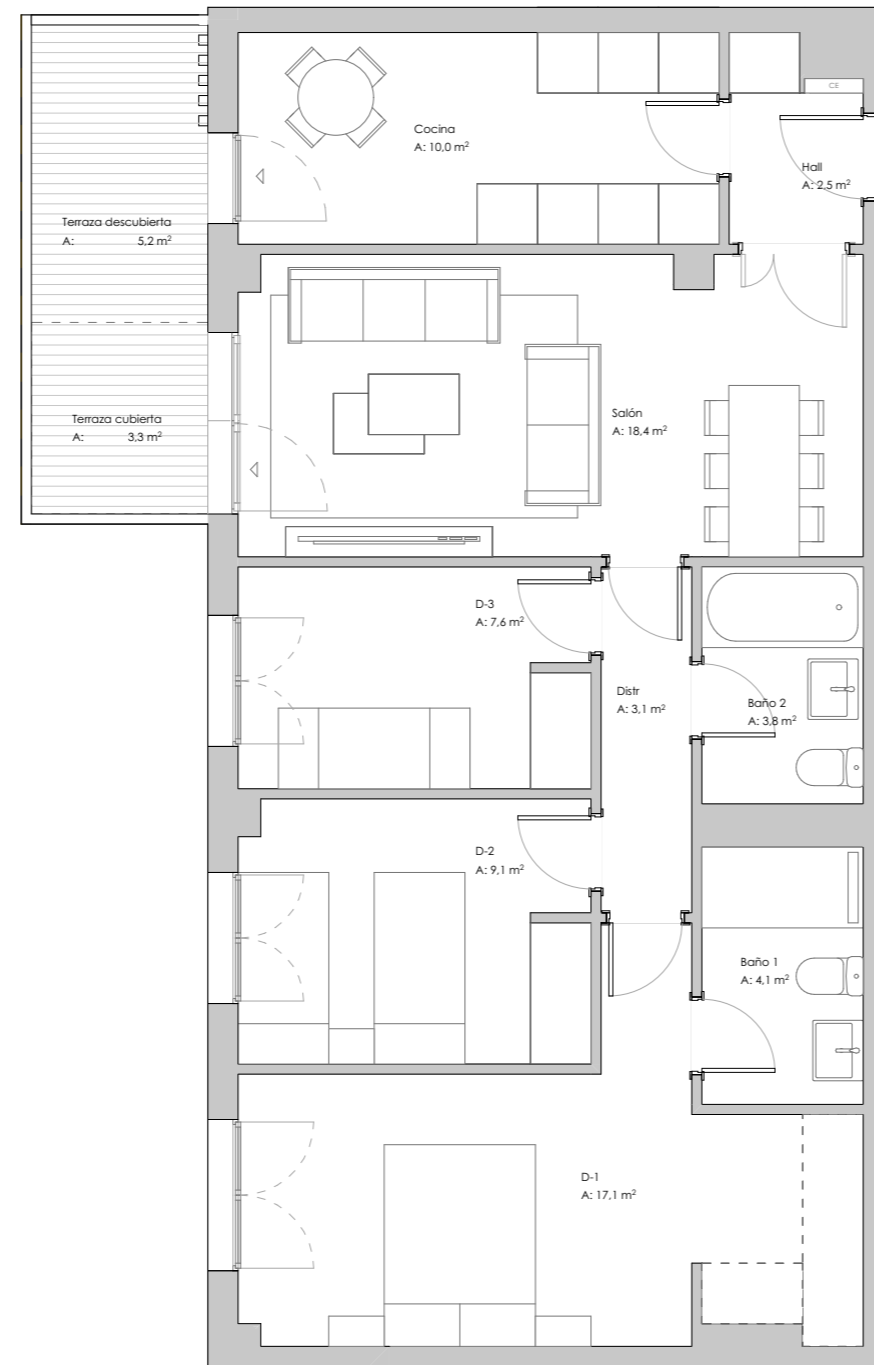 CE
Cocina
A: 10,0 m²
Hall
A: 2,5 m²
Terraza descubierta
A: 5,2 m²
Terraza cubierta
A: 3,3 m²
Salón
A: 18,4 m²
D-3
A: 7,6 m²
Distr
A: 3,1 m²
Baño 2
A: 3,8 m²
D-2
A: 9,1 m²
Baño 1
A: 4,1 m²
D-1
A: 17,1 m²